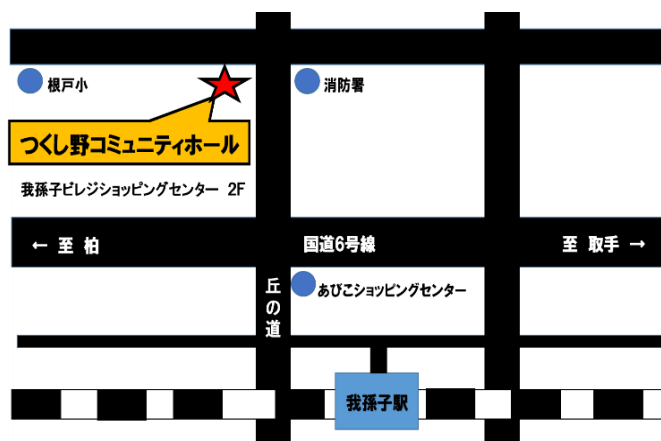 根戸小
消防署
つくし野コミュニティホール
我孫子ビレジショッピングセンター 2F
← 至 柏
国道6号線
至 取手 →
丘の道
あびこショッピングセンター
我孫子駅